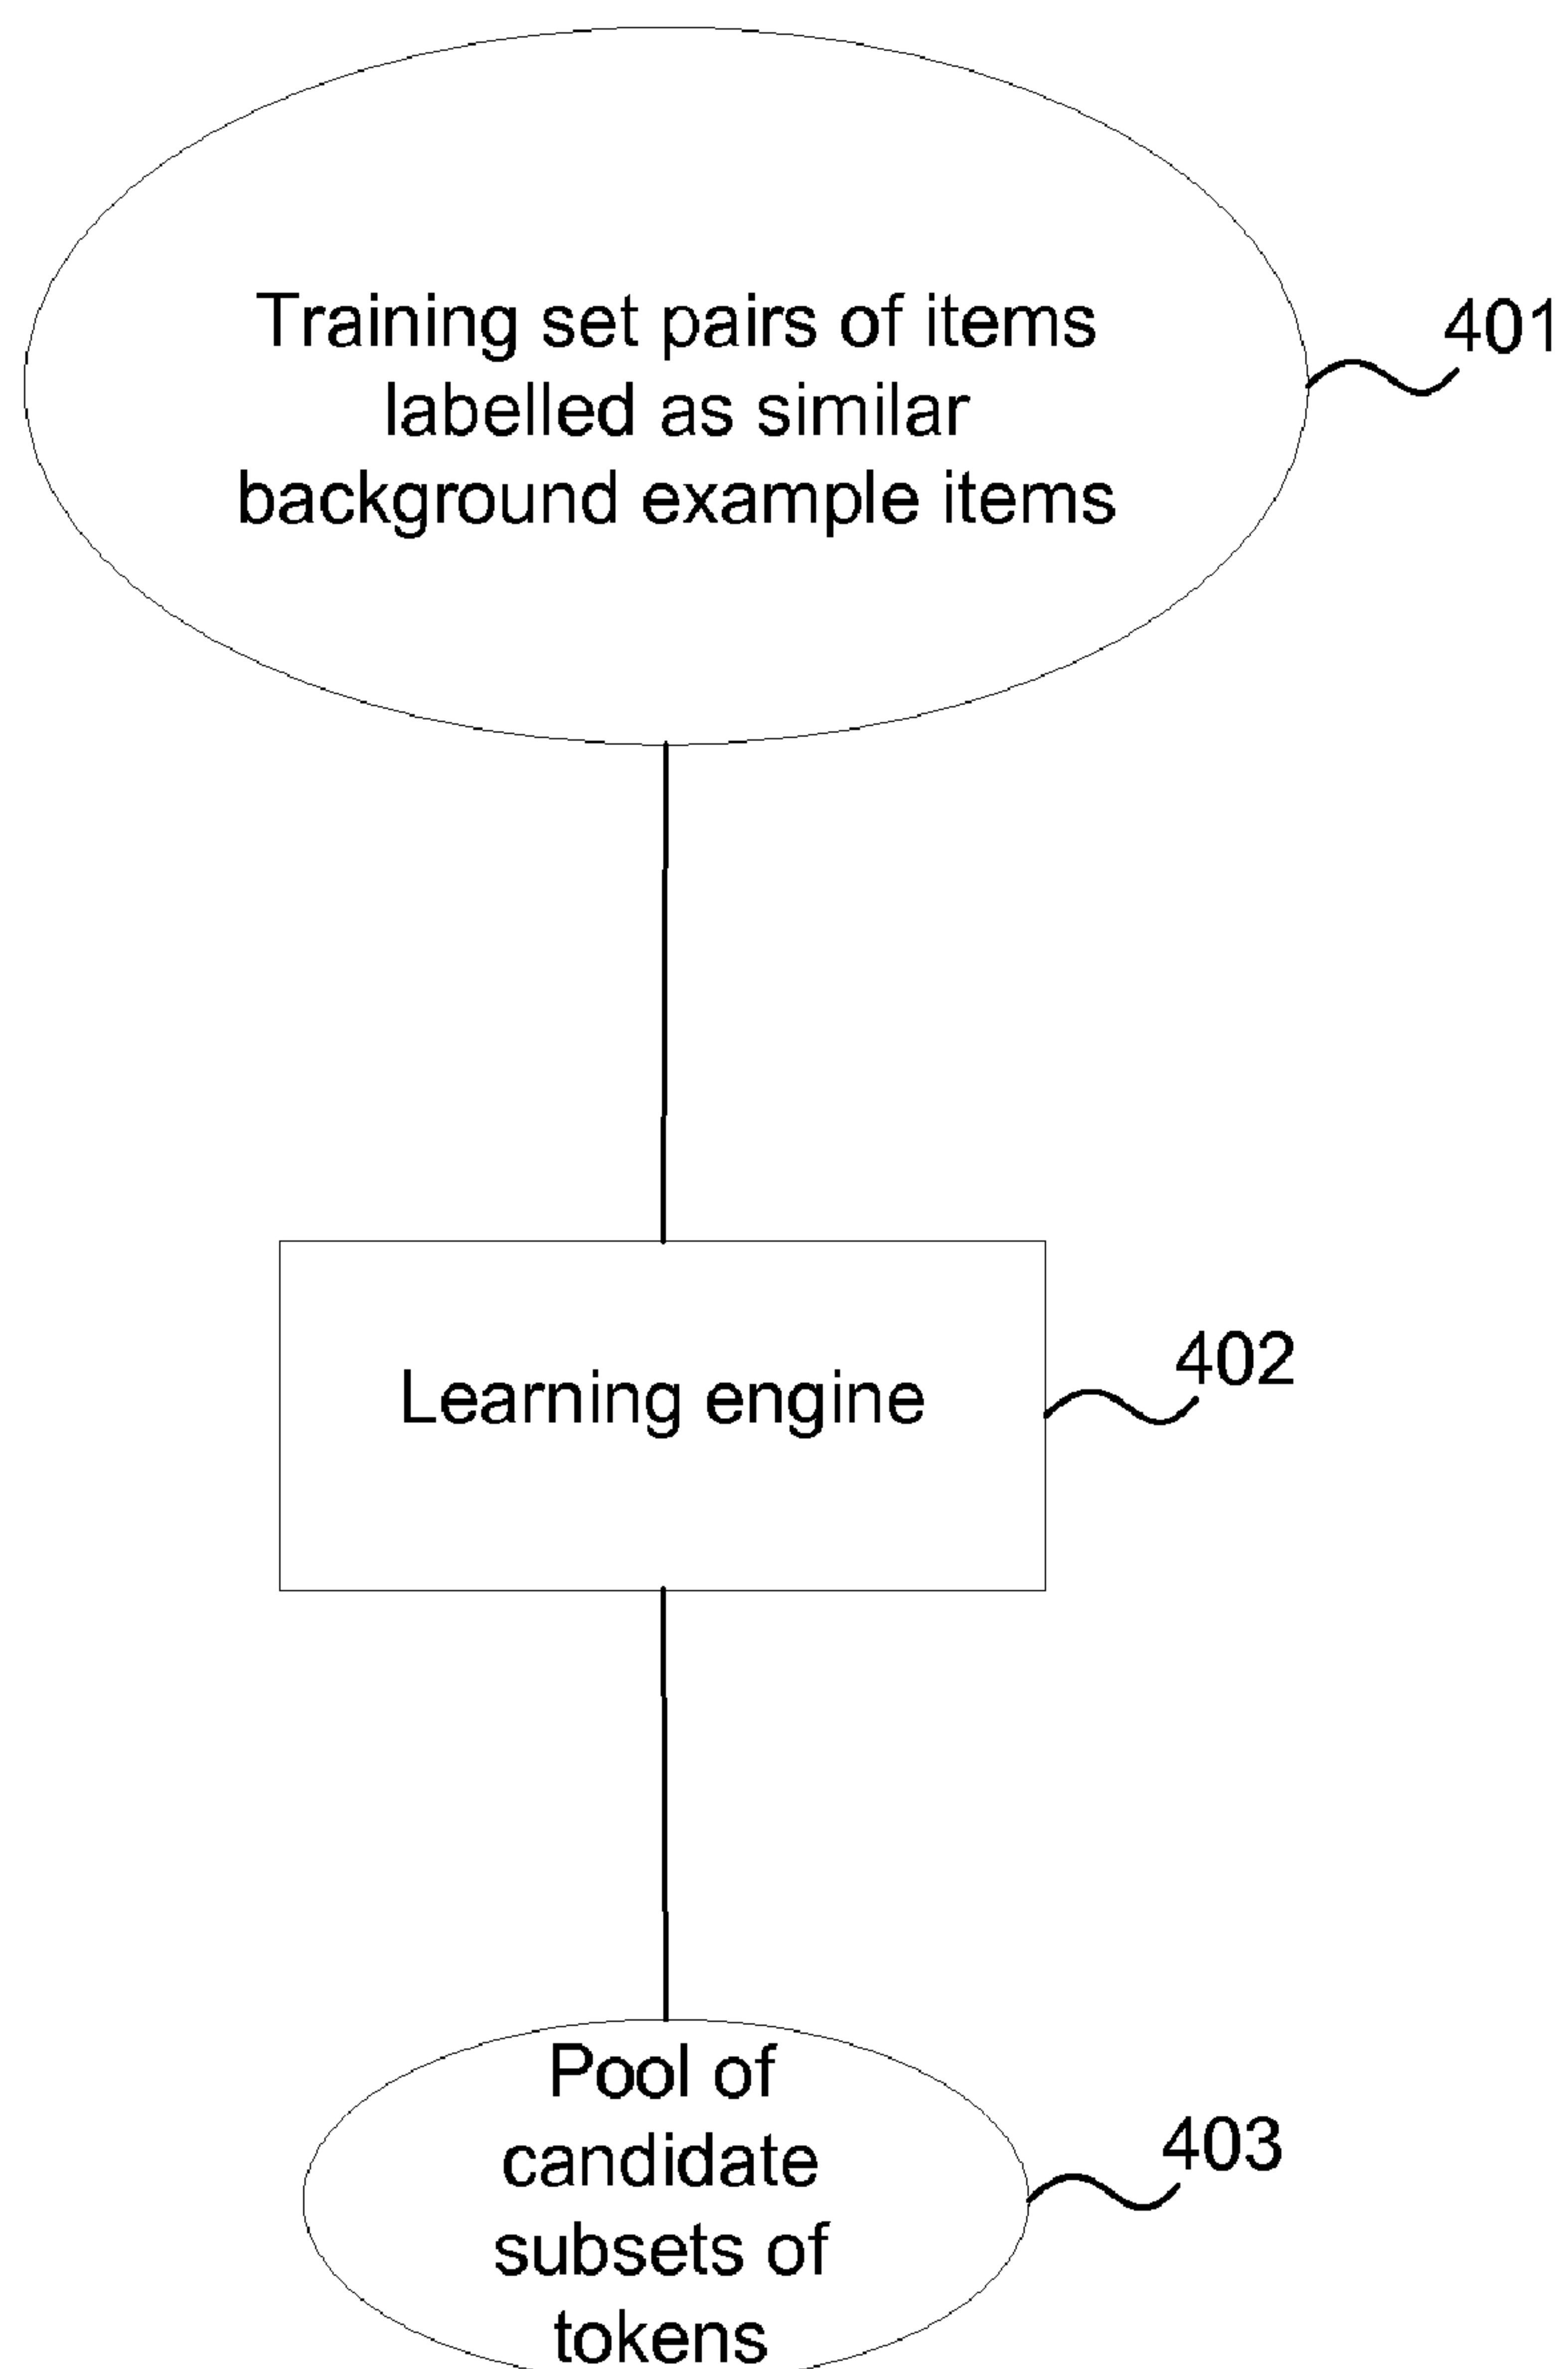 Training set pairs of items
labelled as similar
background example items
401
Learning engine
402
Pool of
candidate
subsets of
tokens
403